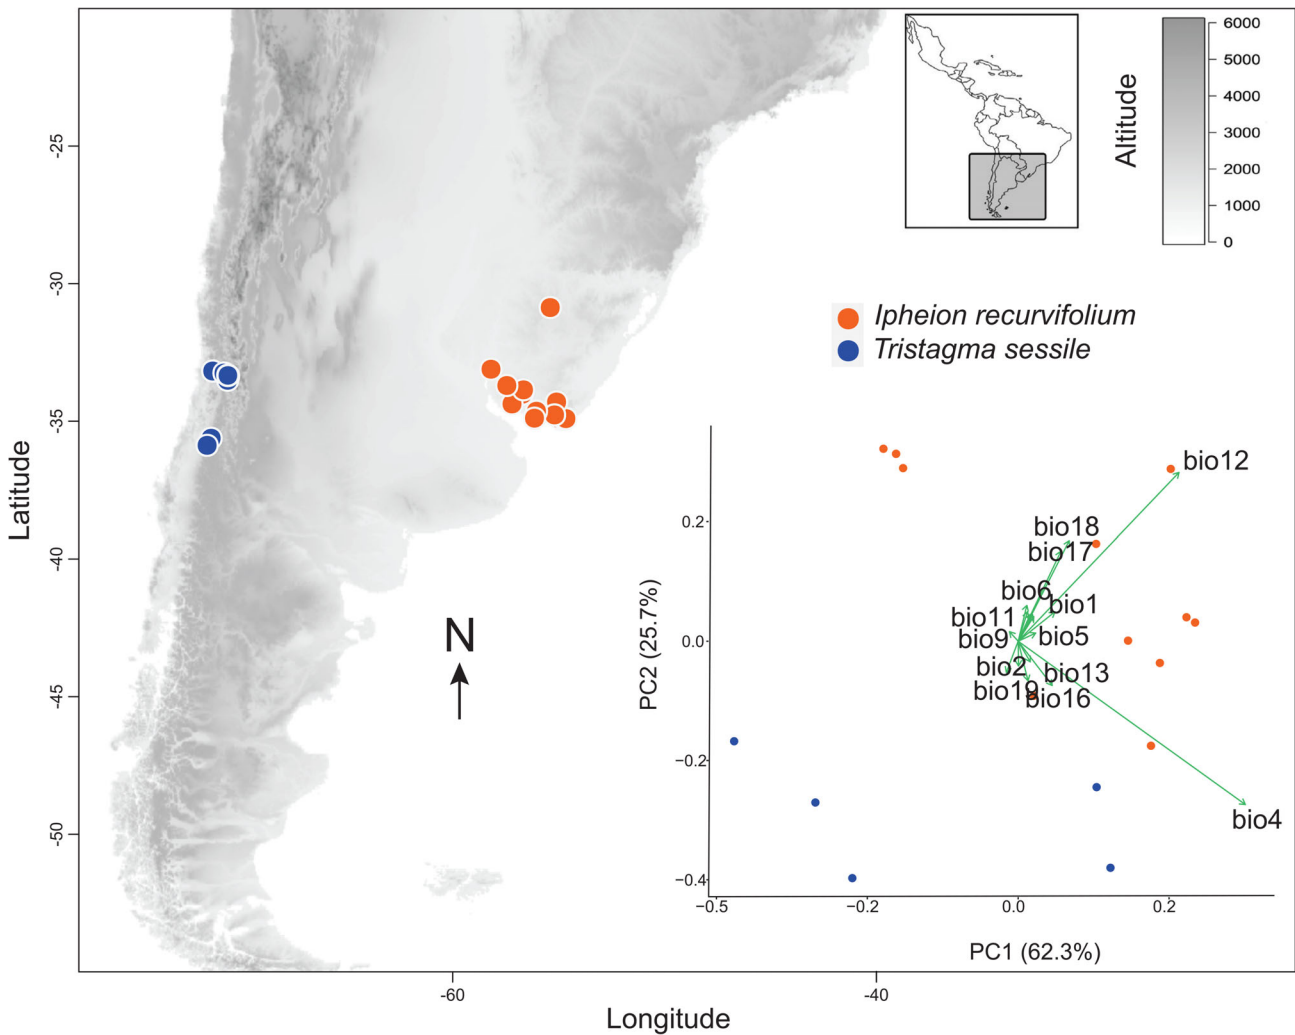 6000
5000
4000
3000
2000
1000
0
Altitude
-25
-30
-35
-40
-45
-50
Latitude
Ipheion recurvifolium
Tristagma sessile
N
bio12
bio18
bio17
bio6
bio1
bio11
bio5
bio9
bio2
bio13
bio19
bio16
bio4
0.2
0.0
−0.2
−0.4
PC2 (25.7%)
−0.5
−0.2
0.0
0.2
PC1 (62.3%)
-60
-40
Longitude